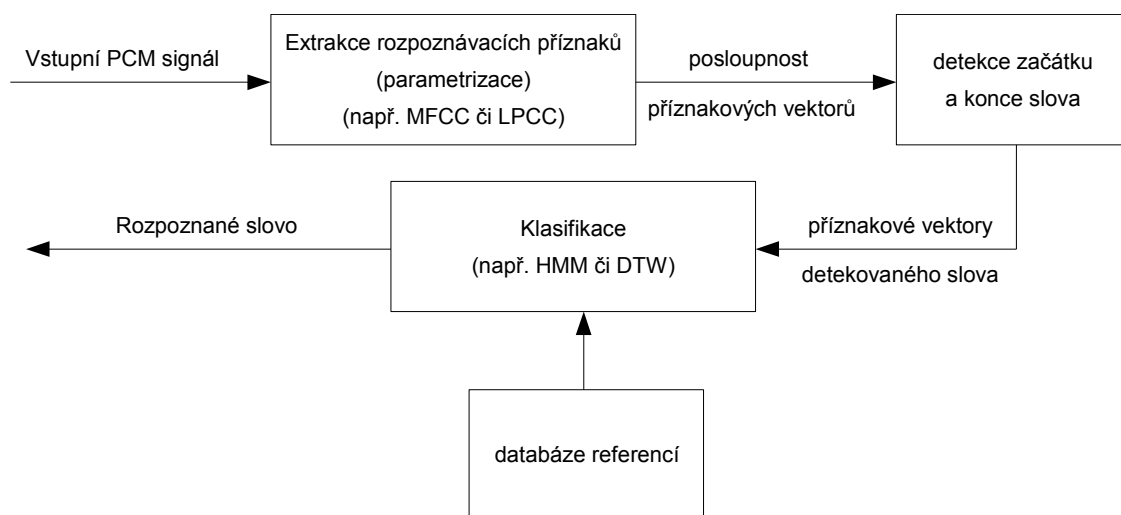 Vstupní PCM signál
Extrakce rozpoznávacích příznaků
(parametrizace)
(např. MFCC či LPCC)
posloupnost
příznakových vektorů
detekce začátku
a konce slova
příznakové vektory
detekovaného slova
Klasifikace
(např. HMM či DTW)
Rozpoznané slovo
databáze referencí